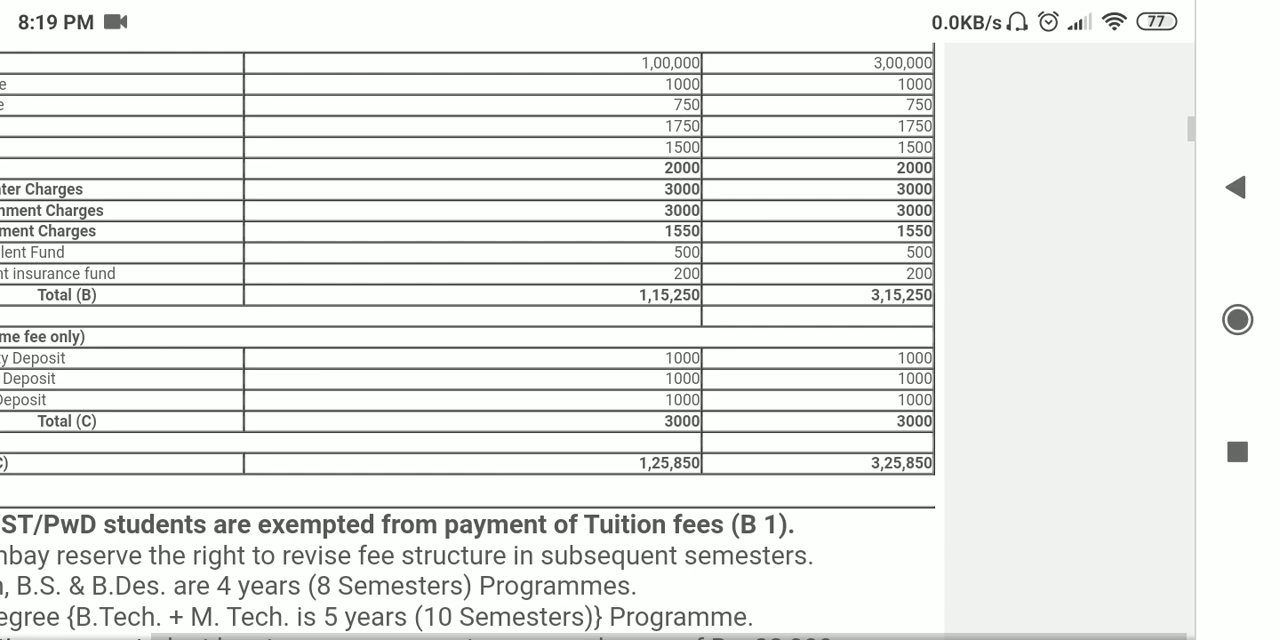 8:19 PM 0.0KB/s 77
1,00,000 3,00,000
e 1000 1000
e 750 750
1750 1750
1500 1500
2000 2000
ter Charges 3000 3000
nment Charges 3000 3000
ment Charges 1550 1550
lent Fund 500 500
nt insurance fund 200 200
Total (B) 1,15,250 3,15,250
me fee only)
y Deposit 1000 1000
Deposit 1000 1000
Deposit 1000 1000
Total (C) 3000 3000
C) 1,25,850 3,25,850
ST/PwD students are exempted from payment of Tuition fees (B 1).
nbay reserve the right to revise fee structure in subsequent semesters.
, B.S. & B.Des. are 4 years (8 Semesters) Programmes.
egree {B.Tech. + M. Tech. is 5 years (10 Semesters)} Programme.